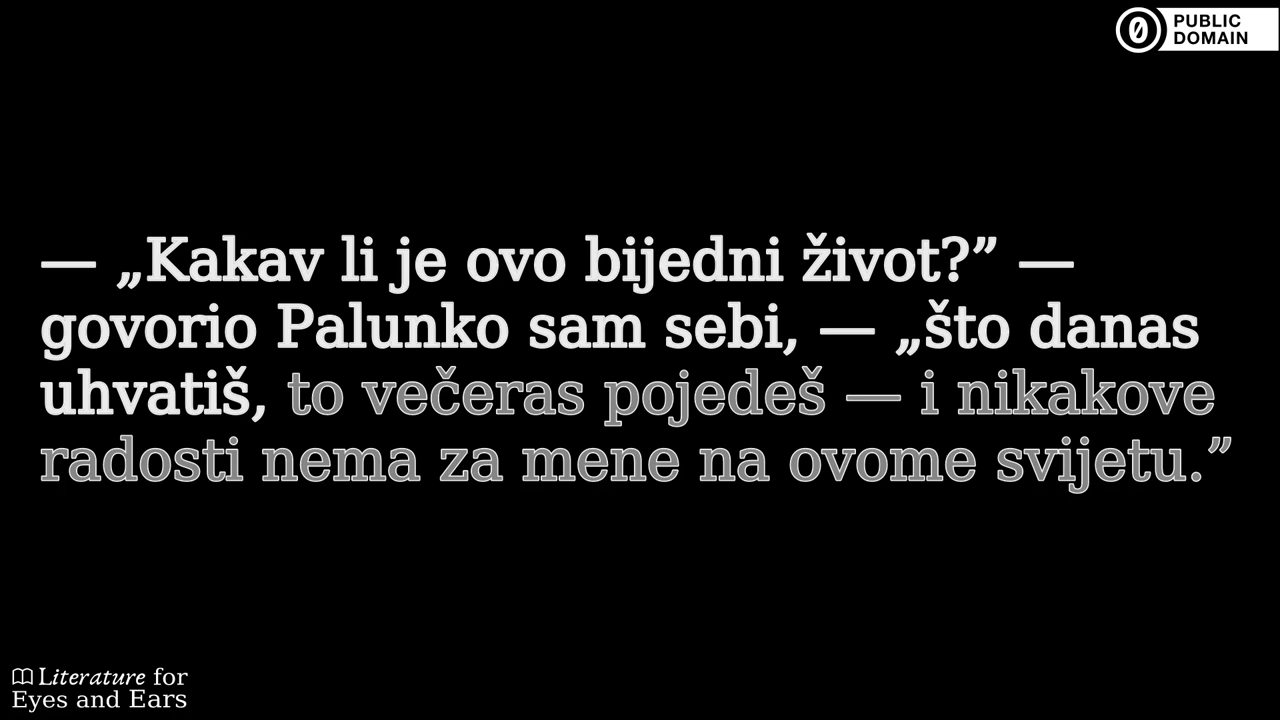 PUBLIC
DOMAIN
— „Kakav li je ovo bijedni život?” —
govorio Palunko sam sebi, — „što danas
uhvatiš, to večeras pojedeš — i nikakove
radosti nema za mene na ovome svijetu.”
Literature for
Eyes and Ears